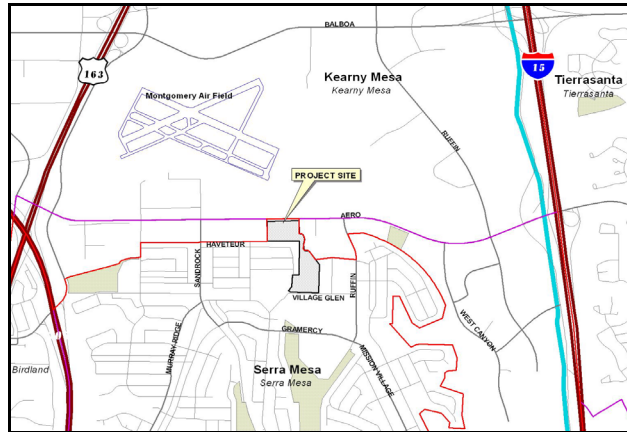 BALBOA
163
Kearny Mesa
Kearny Mesa
15
Tierrasanta
Tierrasanta
Montgomery Air Field
RUFFIN
PROJECT SITE
AERO
HAVETEUR
SANDROCK
RUFFIN
VILLAGE GLEN
WEST CANYON
GRAMERCY
MURRAY RIDGE
MISSION VILLAGE
Birdland
Serra Mesa
Serra Mesa